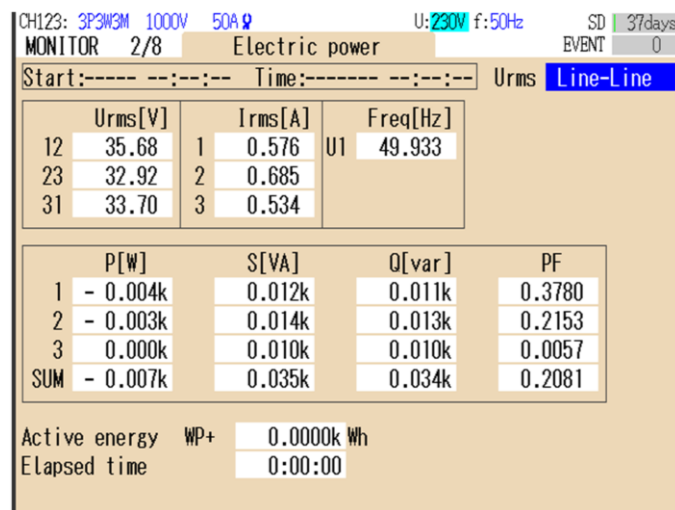 CH123: 3P3W3M 1000V 50A U:230V f:50Hz SD 37days
MONITOR 2/8 Electric power EVENT 0
Start:----- --:--:-- Time:------- --:--:-- Urms Line-Line
Urms[V] Irms[A] Freq[Hz]
12 35.68 1 0.576 U1 49.933
23 32.92 2 0.685
31 33.70 3 0.534
P[W] S[VA] Q[var] PF
1 - 0.004k 0.012k 0.011k 0.3780
2 - 0.003k 0.014k 0.013k 0.2153
3 0.000k 0.010k 0.010k 0.0057
SUM - 0.007k 0.035k 0.034k 0.2081
Active energy WP+ 0.0000k Wh
Elapsed time 0:00:00